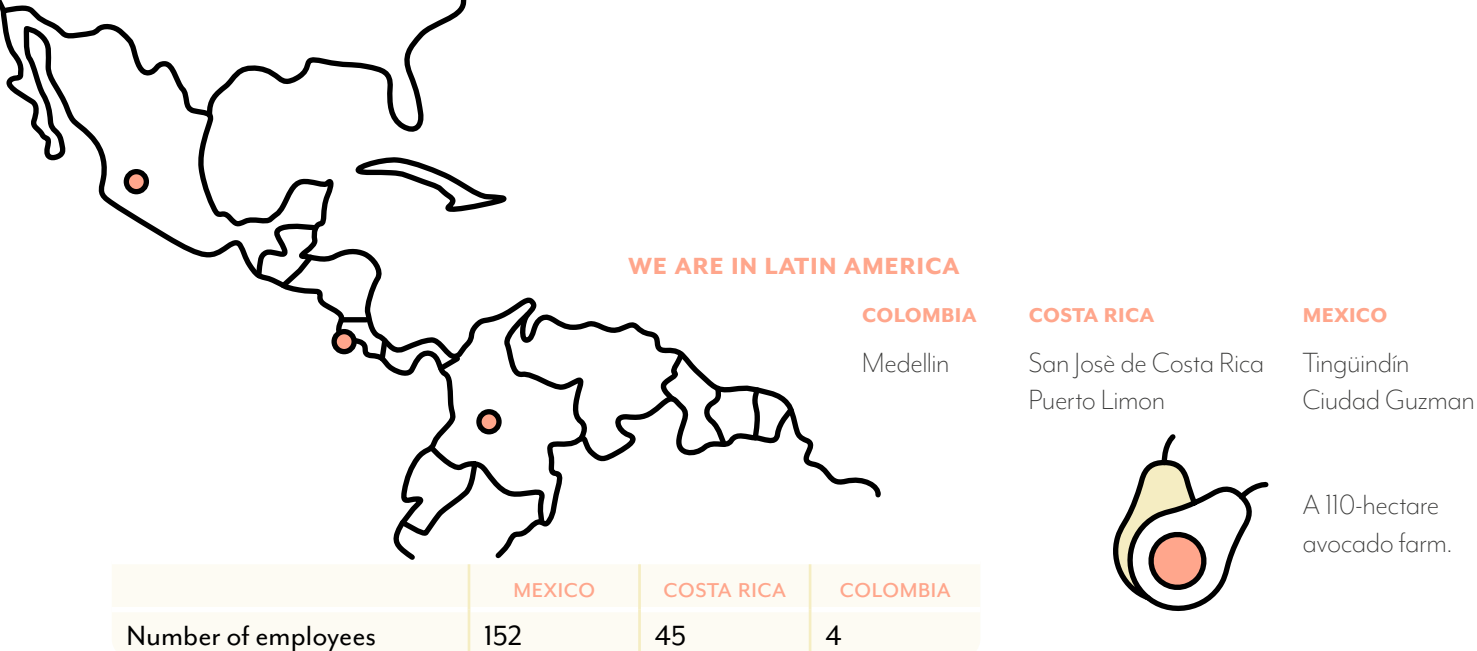 WE ARE IN LATIN AMERICA
COLOMBIA
Medellin
COSTA RICA
San Josè de Costa Rica
Puerto Limon
MEXICO
Tingüindín
Ciudad Guzman
A 110-hectare
avocado farm.
MEXICO COSTA RICA COLOMBIA
Number of employees 152 45 4